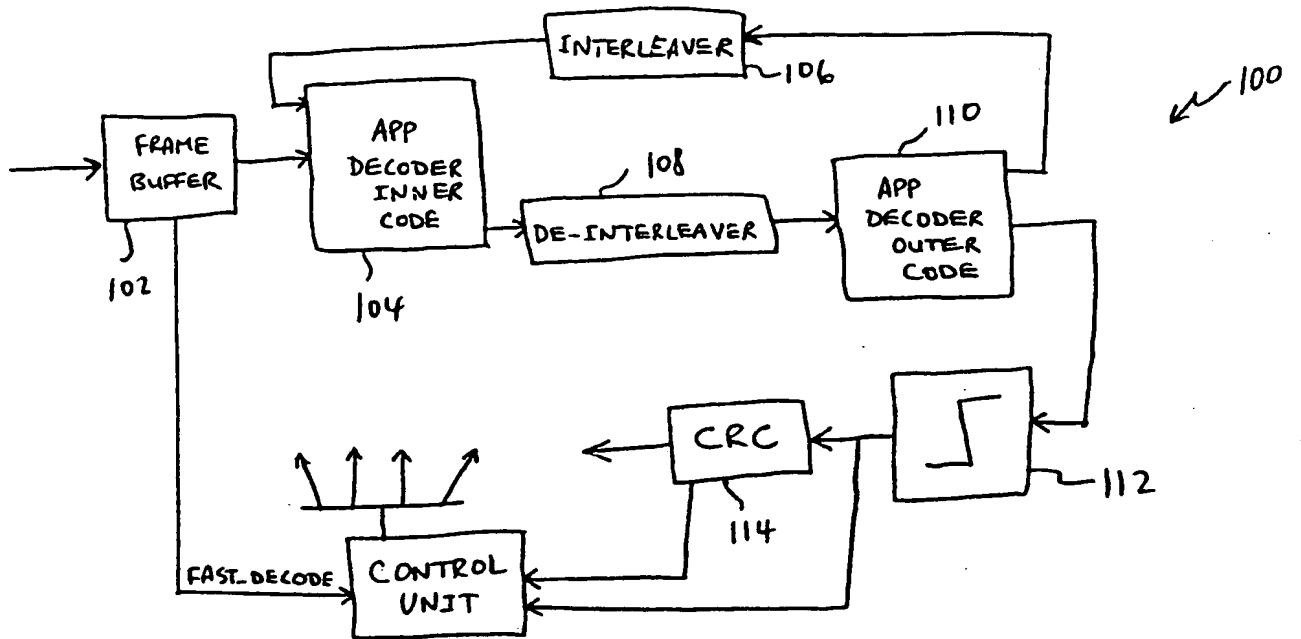 INTERLEAVER
106
100
FRAME
BUFFER
102
APP
DECODER
INNER
CODE
104
108
DE-INTERLEAVER
110
APP
DECODER
OUTER
CODE
CRC
114
112
FAST_DECODE
CONTROL
UNIT